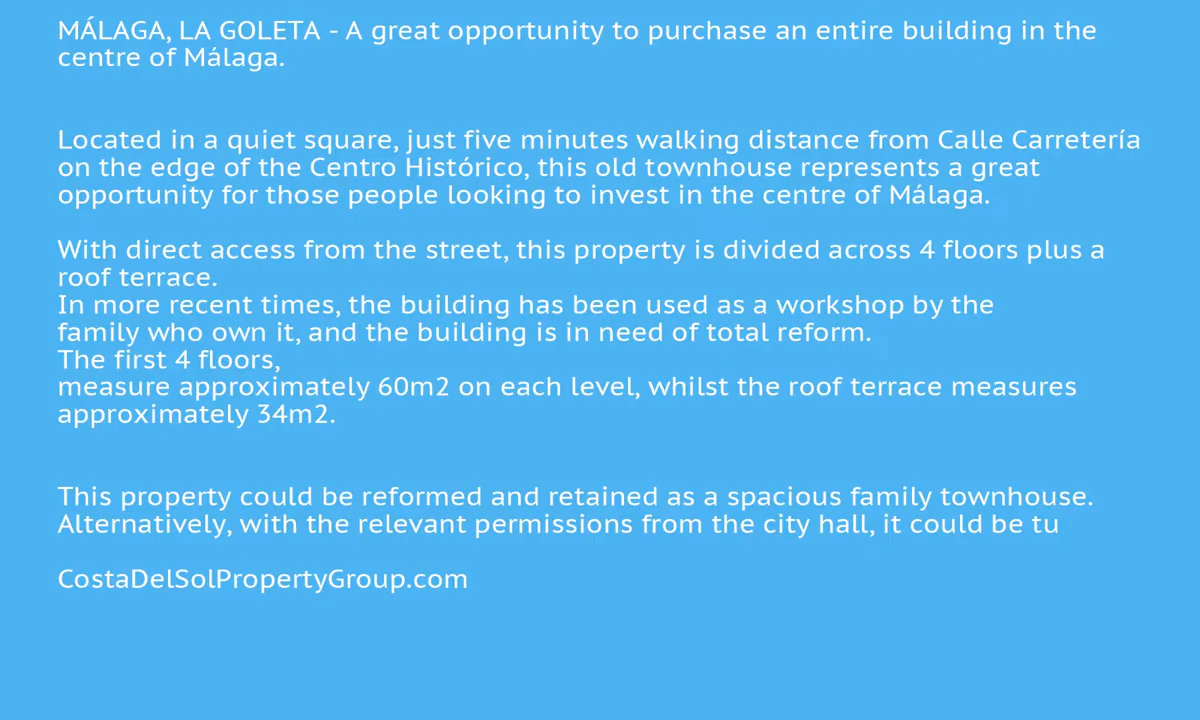 MÁLAGA, LA GOLETA - A great opportunity to purchase an entire building in the
centre of Málaga.
Located in a quiet square, just five minutes walking distance from Calle Carretería
on the edge of the Centro Histórico, this old townhouse represents a great
opportunity for those people looking to invest in the centre of Málaga.
With direct access from the street, this property is divided across 4 floors plus a
roof terrace.
In more recent times, the building has been used as a workshop by the
family who own it, and the building is in need of total reform.
The first 4 floors,
measure approximately 60m2 on each level, whilst the roof terrace measures
approximately 34m2.
This property could be reformed and retained as a spacious family townhouse.
Alternatively, with the relevant permissions from the city hall, it could be tu
CostaDelSolPropertyGroup.com